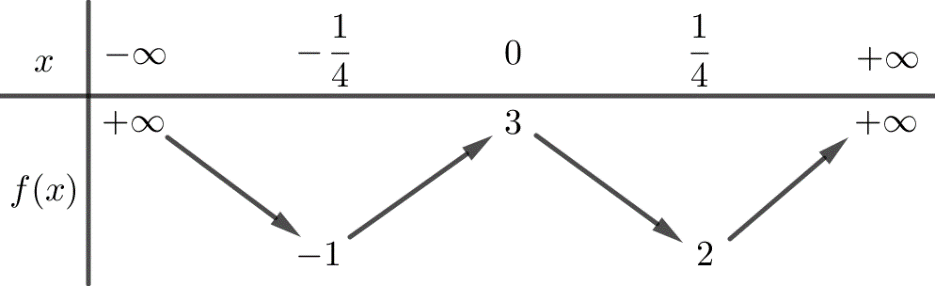 x −∞ −1/4 0 1/4 +∞
+∞ 3 +∞
f(x)
−1 2